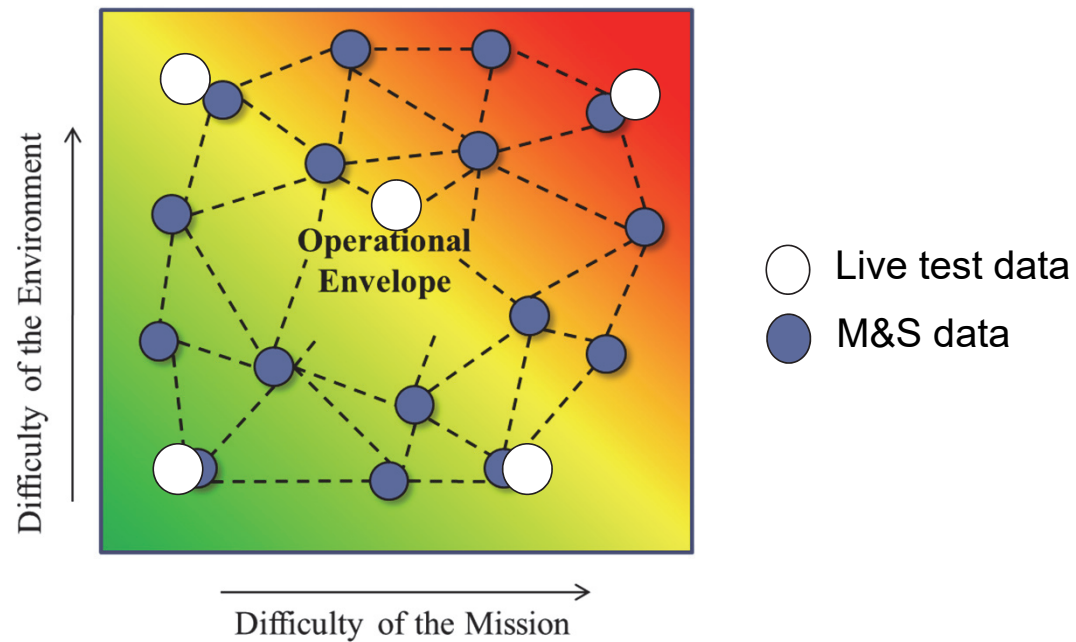 Difficulty of the Environment
Operational
Envelope
Difficulty of the Mission
Live test data
M&S data